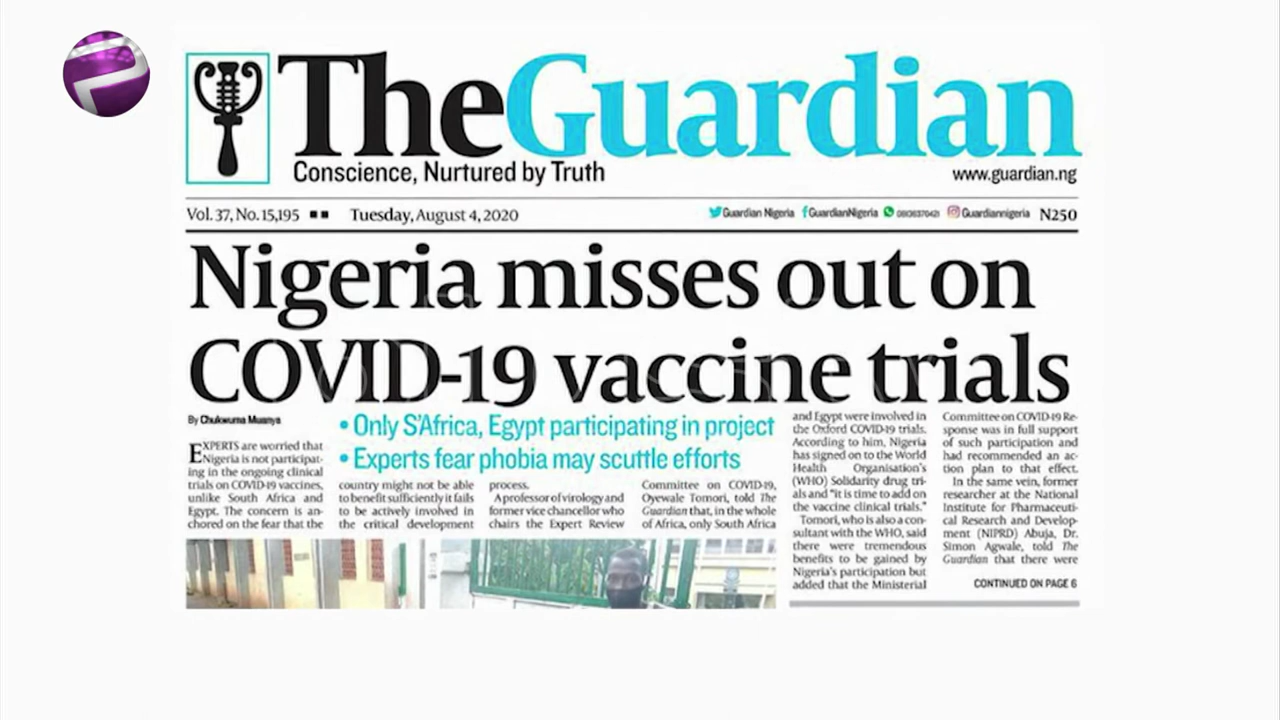 TheGuardian
Conscience, Nurtured by Truth
www.guardian.ng
Vol. 37, No. 15,195
Tuesday, August 4, 2020
Guardian Nigeria
GuardianNigeria
Guardiannigeria
N250
Nigeria misses out on
COVID-19 vaccine trials
By Chukwuma Muanya
• Only S'Africa, Egypt participating in project
• Experts fear phobia may scuttle efforts
EXPERTS are worried that
Nigeria is not participat-
ing in the ongoing clinical
trials on COVID-19 vaccines,
unlike South Africa and
Egypt. The concern is an-
chored on the fear that the
country might not be able
to benefit sufficiently it fails
to be actively involved in
the critical development
process.
A professor of virology and
former vice chancellor who
chairs the Expert Review
Committee on COVID-19,
Oyewale Tomori, told The
Guardian that, in the whole
of Africa, only South Africa
and Egypt were involved in
the Oxford COVID-19 trials.
According to him, Nigeria
has signed on to the World
Health Organisation's
(WHO) Solidarity drug tri-
als and "it is time to add on
the vaccine clinical trials."
Tomori, who is also a con-
sultant with the WHO, said
there were tremendous
benefits to be gained by
Nigeria's participation but
added that the Ministerial
Committee on COVID-19 Re-
sponse was in full support
of such participation and
had recommended an ac-
tion plan to that effect.
In the same vein, former
researcher at the National
Institute for Pharmaceuti-
cal Research and Develop-
ment (NIPRD) Abuja, Dr.
Simon Agwale, told The
Guardian that there were
CONTINUED ON PAGE 6